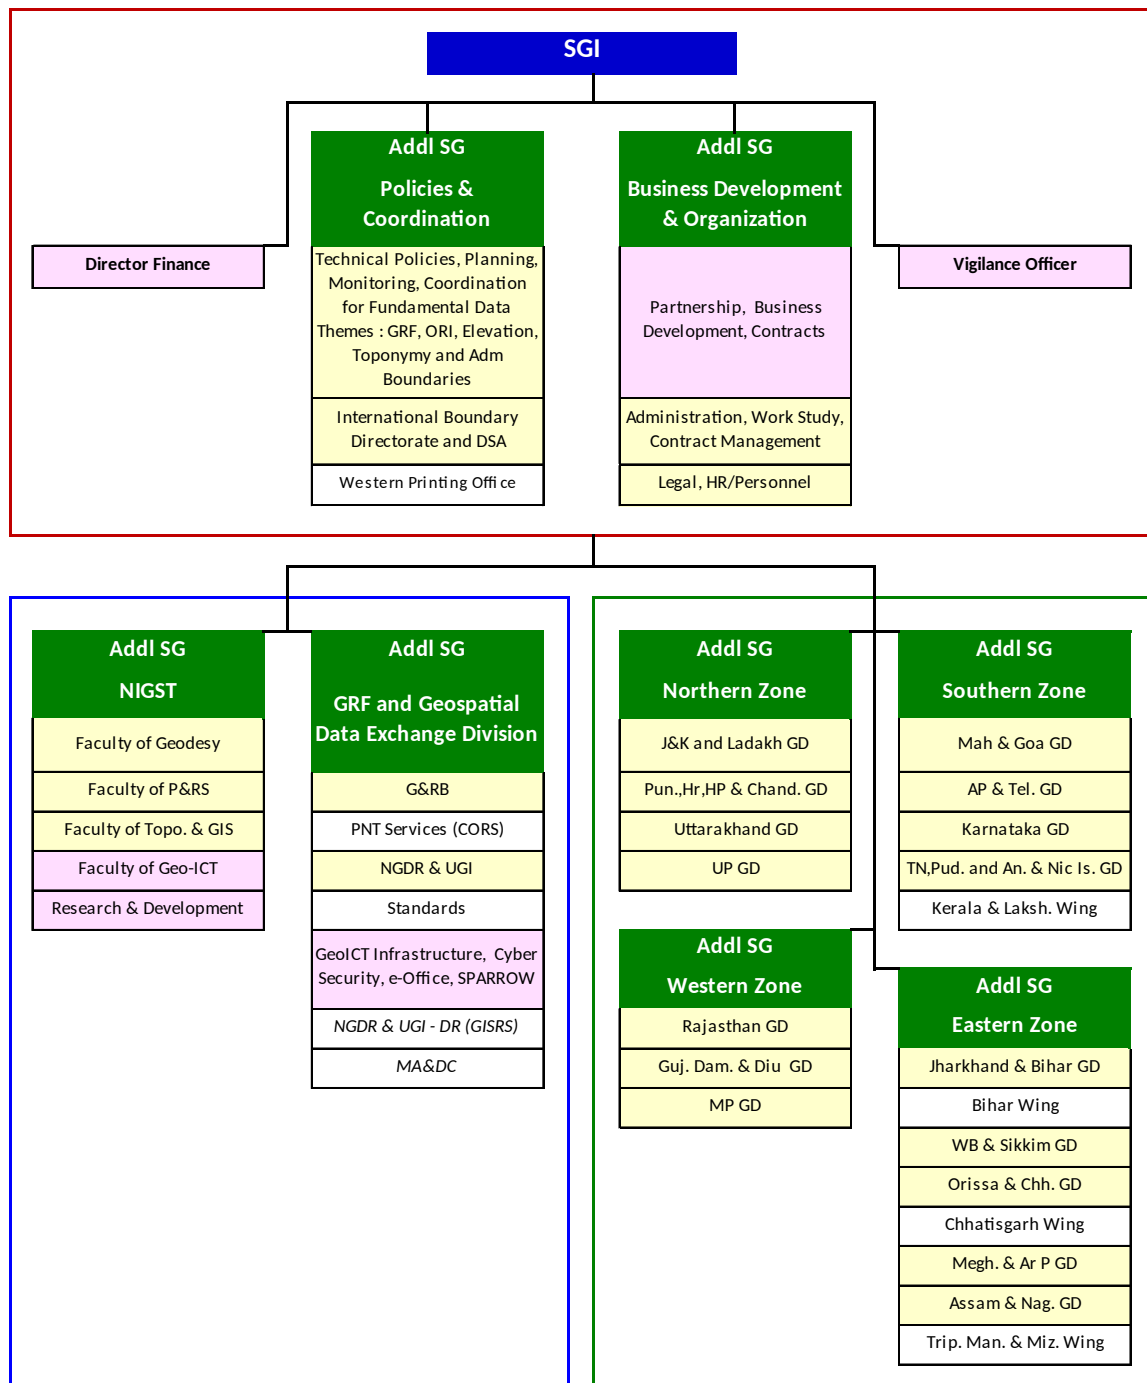 SGI
Addl SG
Policies &
Coordination
Addl SG
Business Development
& Organization
Director Finance
Vigilance Officer
Technical Policies, Planning,
Monitoring, Coordination
for Fundamental Data
Themes : GRF, ORI, Elevation,
Toponymy and Adm
Boundaries
International Boundary
Directorate and DSA
Western Printing Office
Partnership, Business
Development, Contracts
Administration, Work Study,
Contract Management
Legal, HR/Personnel
Addl SG
NIGST
Faculty of Geodesy
Faculty of P&RS
Faculty of Topo. & GIS
Faculty of Geo-ICT
Research & Development
Addl SG
GRF and Geospatial
Data Exchange Division
G&RB
PNT Services (CORS)
NGDR & UGI
Standards
GeoICT Infrastructure, Cyber
Security, e-Office, SPARROW
NGDR & UGI - DR (GISRS)
MA&DC
Addl SG
Northern Zone
J&K and Ladakh GD
Pun.,Hr,HP & Chand. GD
Uttarakhand GD
UP GD
Addl SG
Southern Zone
Mah & Goa GD
AP & Tel. GD
Karnataka GD
TN,Pud. and An. & Nic Is. GD
Kerala & Laksh. Wing
Addl SG
Western Zone
Rajasthan GD
Guj. Dam. & Diu GD
MP GD
Addl SG
Eastern Zone
Jharkhand & Bihar GD
Bihar Wing
WB & Sikkim GD
Orissa & Chh. GD
Chhatisgarh Wing
Megh. & Ar P GD
Assam & Nag. GD
Trip. Man. & Miz. Wing